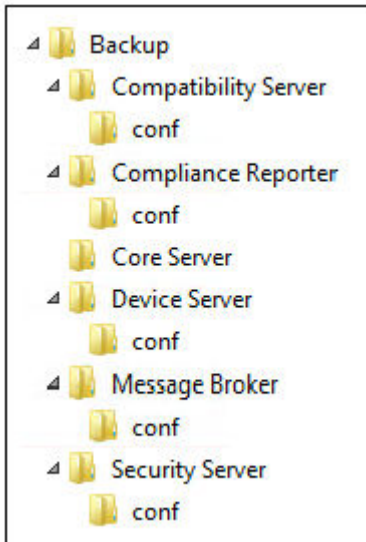 Backup
Compatibility Server
conf
Compliance Reporter
conf
Core Server
Device Server
conf
Message Broker
conf
Security Server
conf